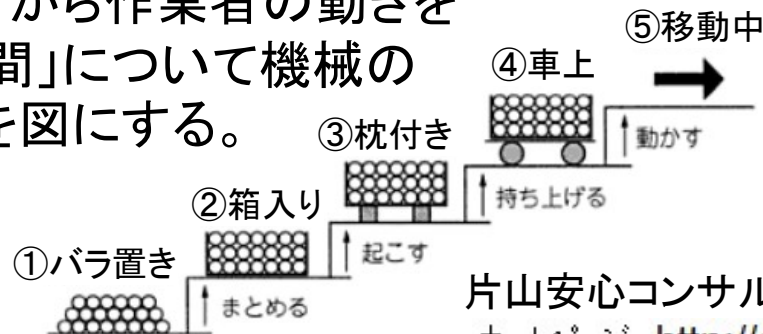 から作業者の動きを
間」について機械の
を図にする。
⑤移動中
④車上
動かす
③枕付き
持ち上げる
②箱入り
起こす
①バラ置き
まとめる
片山安心コンサル